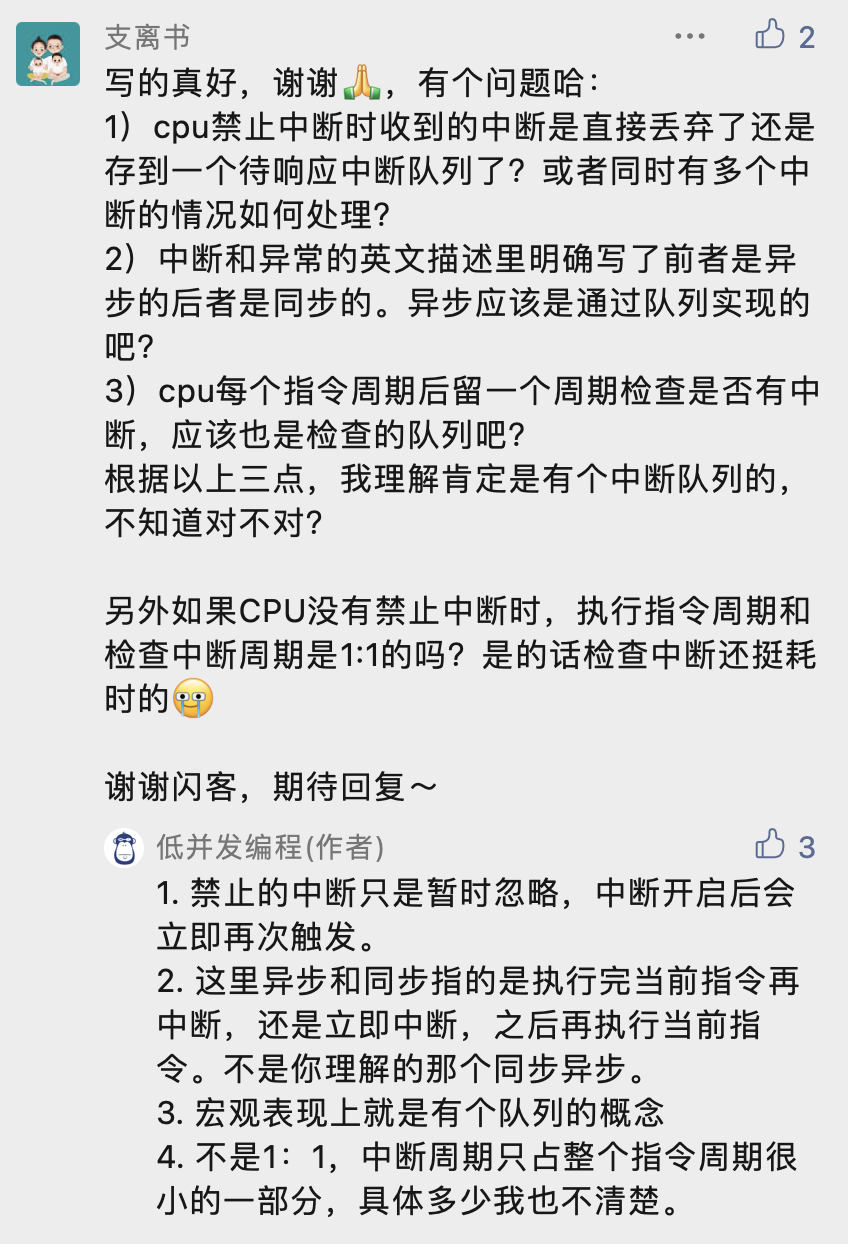 支离书
2
写的真好，谢谢🙏，有个问题哈：
1）cpu禁止中断时收到的中断是直接丢弃了还是
存到一个待响应中断队列了？或者同时有多个中
断的情况如何处理？
2）中断和异常的英文描述里明确写了前者是异
步的后者是同步的。异步应该是通过队列实现的
吧？
3）cpu每个指令周期后留一个周期检查是否有中
断，应该也是检查的队列吧？
根据以上三点，我理解肯定是有个中断队列的，
不知道对不对？
另外如果CPU没有禁止中断时，执行指令周期和
检查中断周期是1:1的吗？是的话检查中断还挺耗
时的😭
谢谢闪客，期待回复～
低并发编程(作者)
3
1. 禁止的中断只是暂时忽略，中断开启后会
立即再次触发。
2. 这里异步和同步指的是执行完当前指令再
中断，还是立即中断，之后再执行当前指
令。不是你理解的那个同步异步。
3. 宏观表现上就是有个队列的概念
4. 不是1：1，中断周期只占整个指令周期很
小的一部分，具体多少我也不清楚。